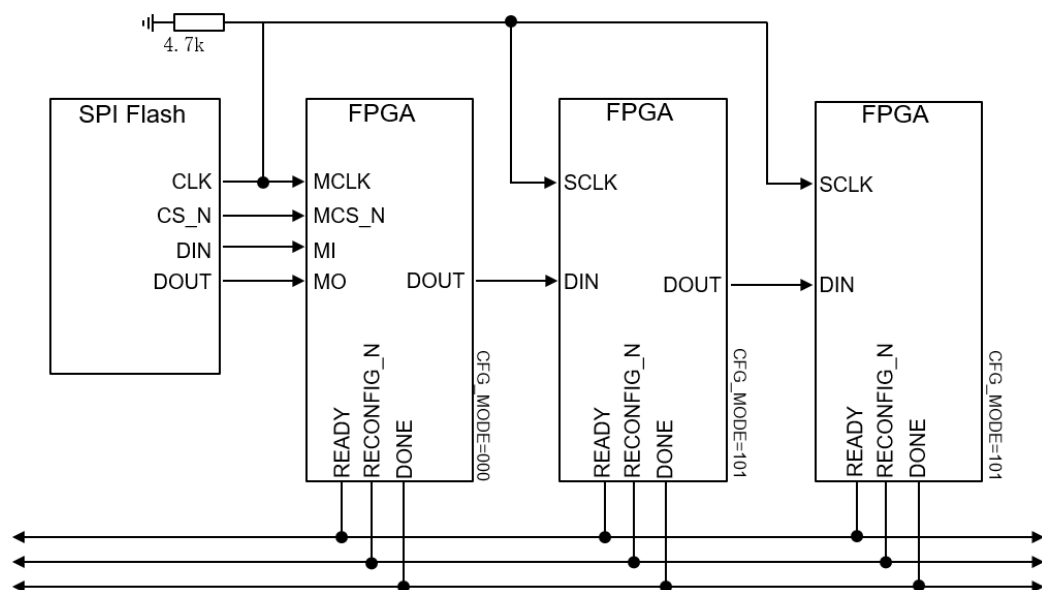 4.7k
SPI Flash
CLK
CS_N
DIN
DOUT
FPGA
MCLK
MCS_N
MI
MO
DOUT
READY
RECONFIG_N
DONE
CFG_MODE=000
FPGA
SCLK
DIN
DOUT
READY
RECONFIG_N
DONE
CFG_MODE=101
FPGA
SCLK
DIN
READY
RECONFIG_N
DONE
CFG_MODE=101